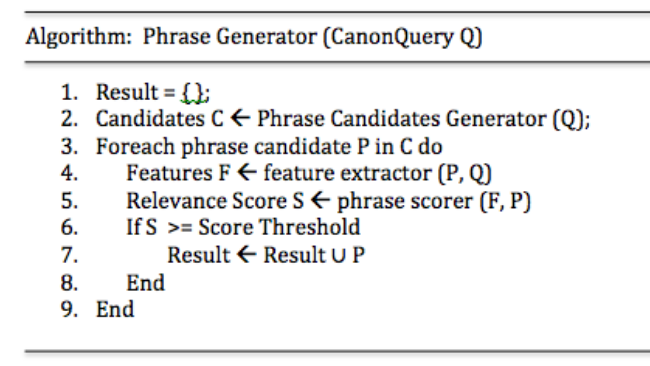 Algorithm: Phrase Generator (CanonQuery Q)
1. Result = {};
2. Candidates C ← Phrase Candidates Generator (Q);
3. Foreach phrase candidate P in C do
4. Features F ← feature extractor (P, Q)
5. Relevance Score S ← phrase scorer (F, P)
6. If S >= Score Threshold
7. Result ← Result ∪ P
8. End
9. End